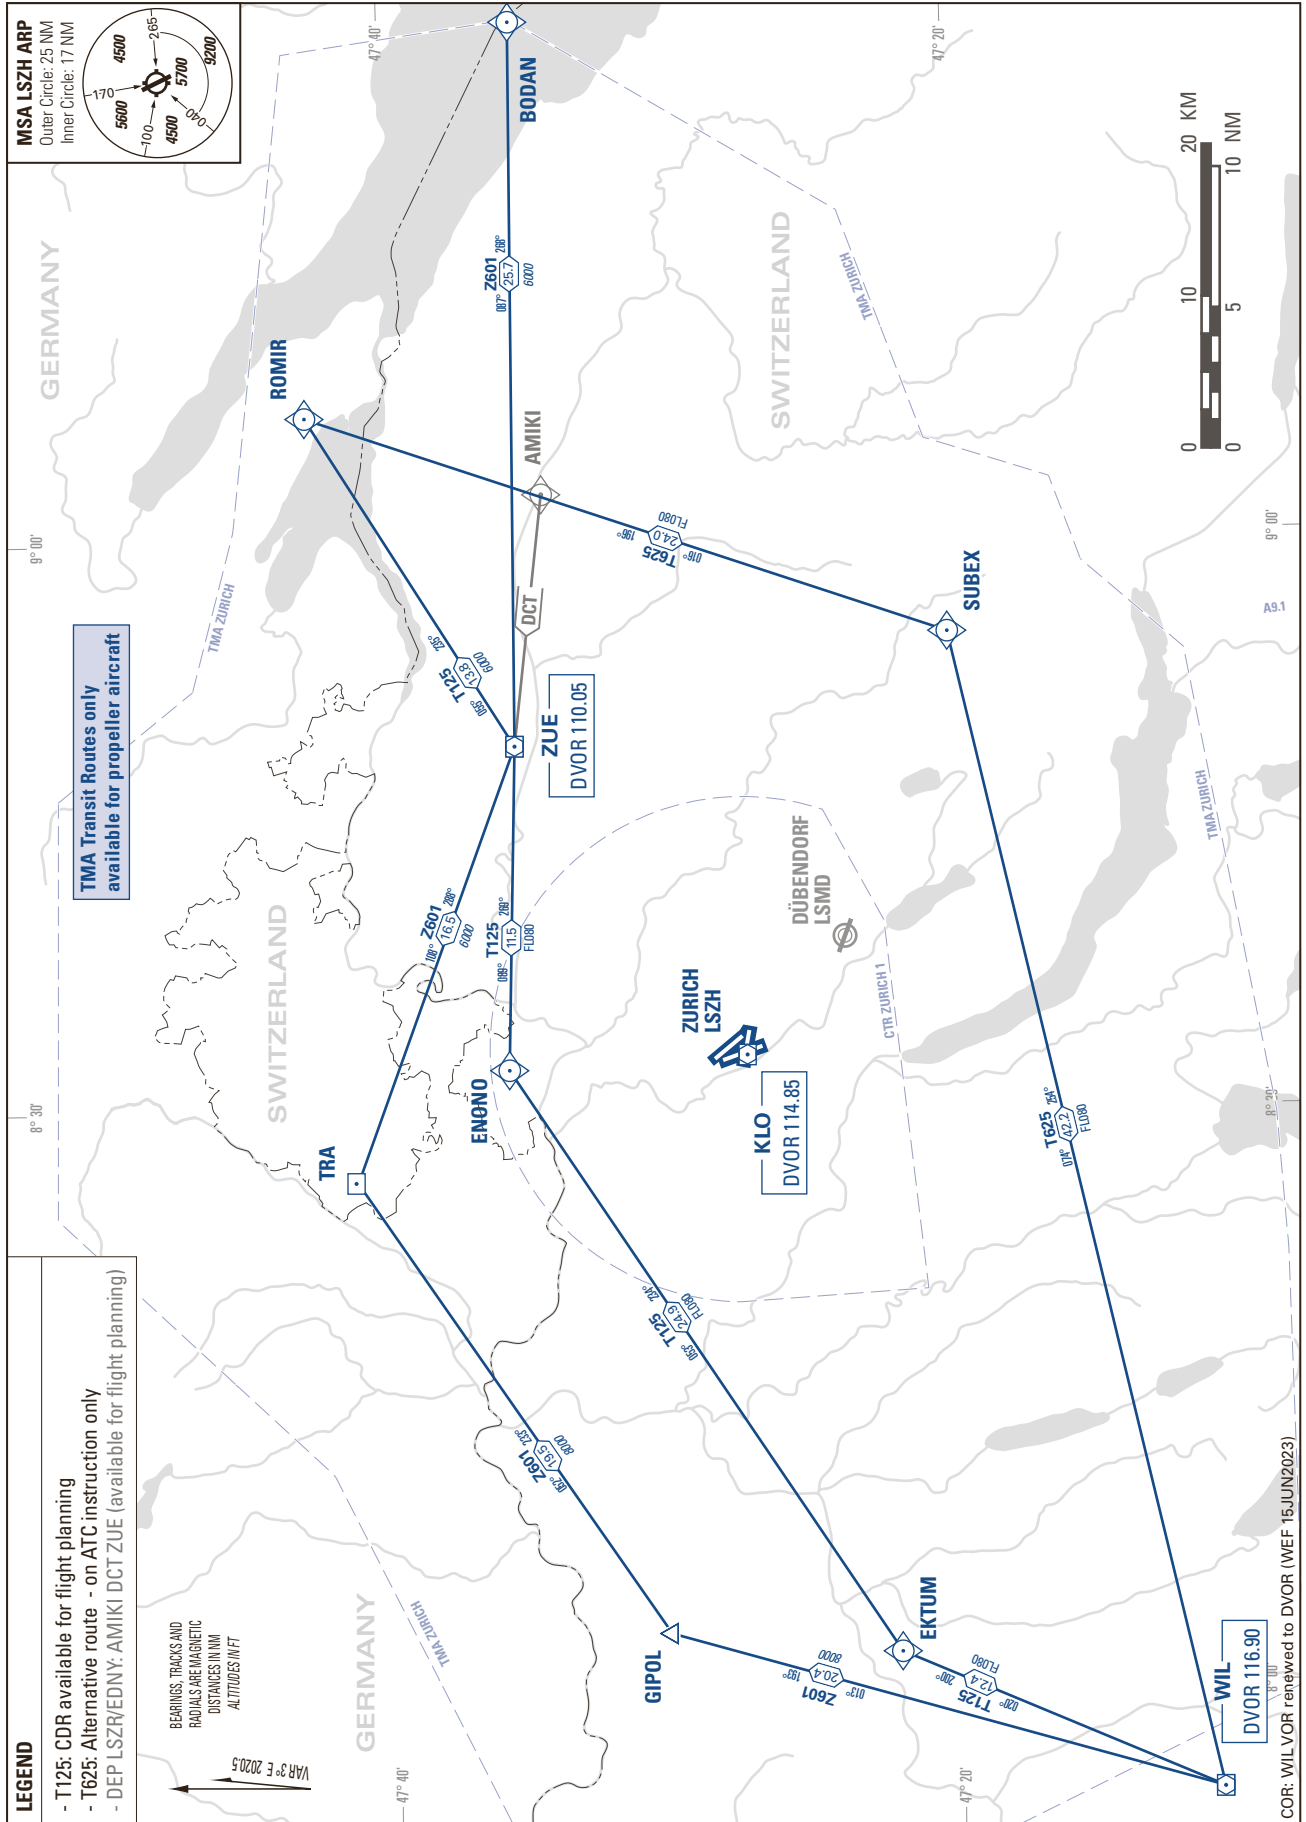 LEGEND
- T125: CDR available for flight planning
- T625: Alternative route - on ATC instruction only
- DEP LSZR/EDNY: AMIKI DCT ZUE (available for flight planning)
BEARINGS, TRACKS AND
RADIALS ARE MAGNETIC
DISTANCES IN NM
ALTITUDES IN FT
VAR 3° E 2020.5
TMA Transit Routes only
available for propeller aircraft
MSA LSZH ARP
Outer Circle: 25 NM
Inner Circle: 17 NM
170
265
100
040
4500
5600
9200
5700
4500
GERMANY
GERMANY
SWITZERLAND
SWITZERLAND
8° 30'
9° 00'
47° 40'
47° 40'
47° 20'
47° 20'
8° 00'
8° 30'
9° 00'
TMA ZURICH
TMA ZURICH
TMA ZURICH
TMA ZURICH
CTR ZURICH 1
A9.1
ROMIR
BODAN
AMIKI
SUBEX
TRA
ENONO
GIPOL
EKTUM
ZUE
DVOR 110.05
KLO
DVOR 114.85
WIL
DVOR 116.90
ZURICH
LSZH
DÜBENDORF
LSMD
DCT
087° Z601 268°
25.7
6000
055° T125 235°
13.8
6000
108° Z601 288°
16.5
6000
089° T125 269°
11.5
FL080
052° Z601 233°
19.5
8000
053° T125 234°
24.9
FL080
013° Z601 193°
20.4
8000
020° T125 200°
12.4
FL080
074° T625 254°
42.2
FL080
016° T625 196°
24.0
FL080
0 10 20 KM
0 5 10 NM
COR: WIL VOR renewed to DVOR (WEF 15JUN2023)